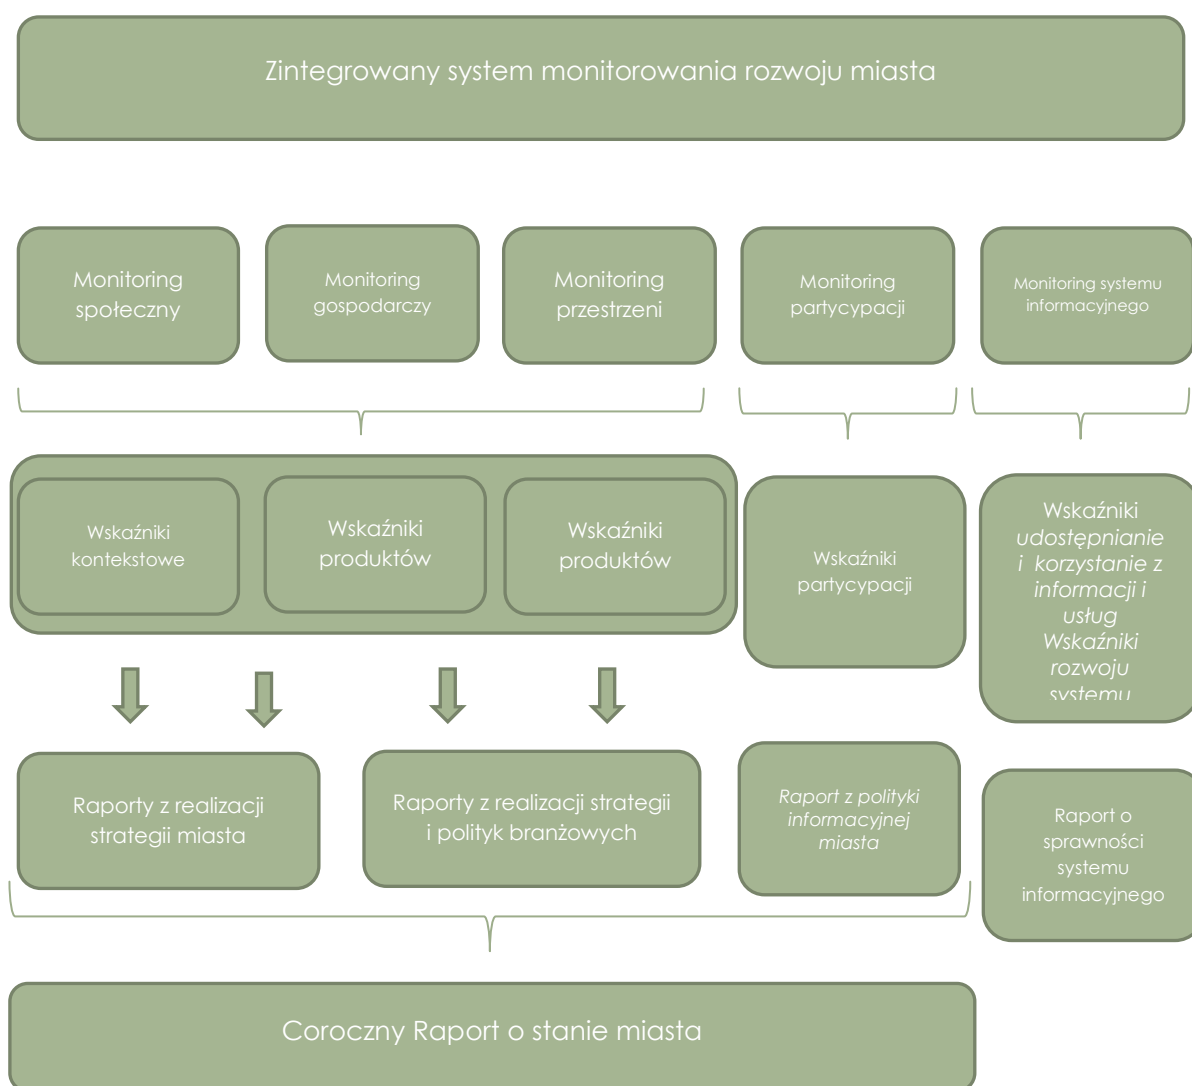 Zintegrowany system monitorowania rozwoju miasta
Monitoring
społeczny
Monitoring
gospodarczy
Monitoring
przestrzeni
Monitoring
partycypacji
Monitoring systemu
informacyjnego
Wskaźniki
kontekstowe
Wskaźniki
produktów
Wskaźniki
produktów
Wskaźniki
partycypacji
Wskaźniki
udostępnianie
i korzystanie z
informacji i
usług
Wskaźniki
rozwoju
systemu
Raporty z realizacji
strategii miasta
Raporty z realizacji strategii
i polityk branżowych
Raport z polityki
informacyjnej
miasta
Raport o
sprawności
systemu
informacyjnego
Coroczny Raport o stanie miasta